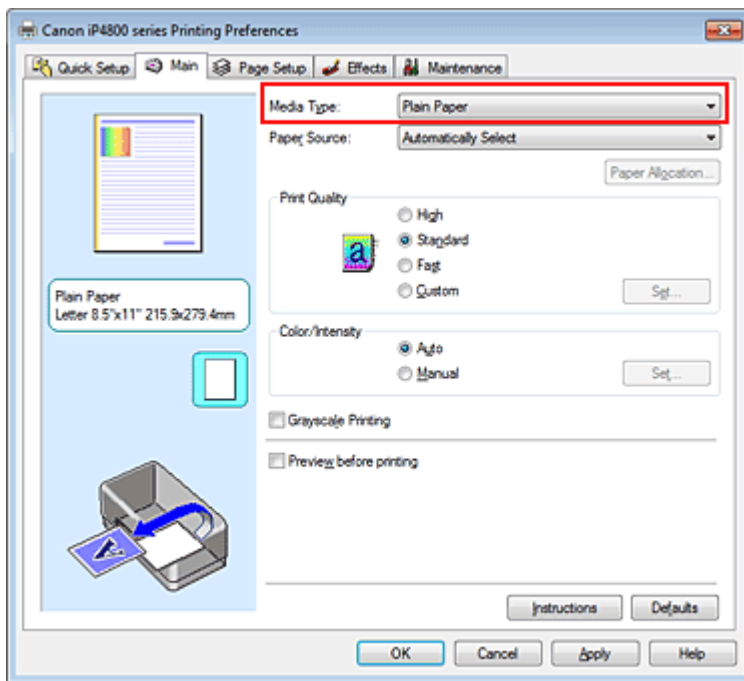 Canon iP4800 series Printing Preferences
Quick Setup Main Page Setup Effects Maintenance
Media Type: Plain Paper
Paper Source: Automatically Select
Paper Allocation...
Print Quality
High
a Standard
Fast
Custom Set...
Plain Paper
Letter 8.5"x11" 215.9x279.4mm
Color/Intensity
Auto
Manual Set...
Grayscale Printing
Preview before printing
A
Instructions Defaults
OK Cancel Apply Help